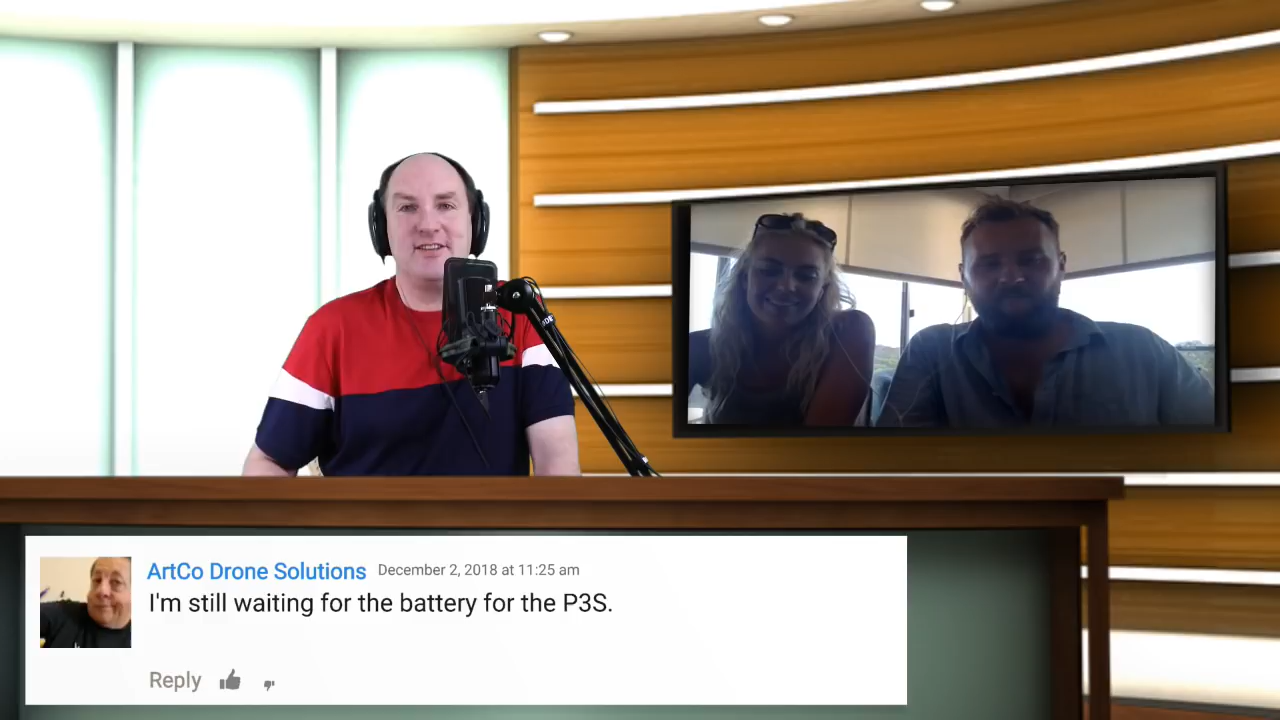 ArtCo Drone Solutions December 2, 2018 at 11:25 am
I'm still waiting for the battery for the P3S.
Reply